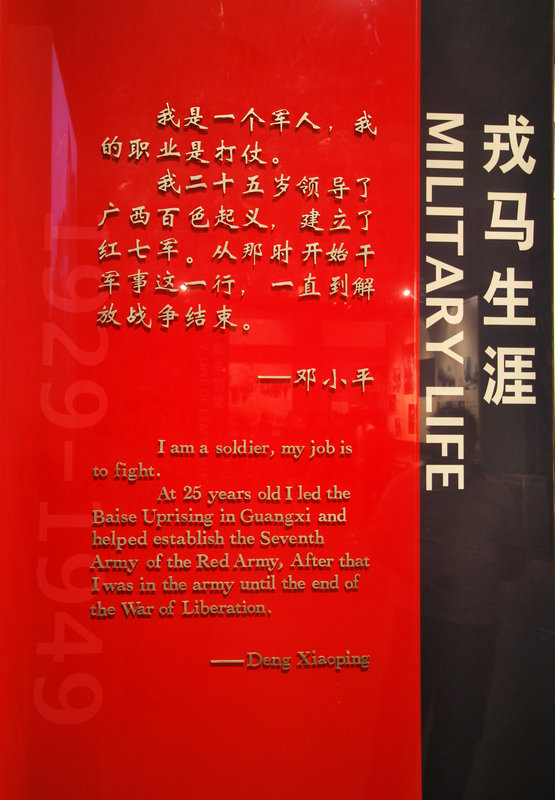 戎马生涯
MILITARY LIFE
1929-1949
我是一个军人，我
的职业是打仗。
我二十五岁领导了
广西百色起义，建立了
红七军。从那时开始干
军事这一行，一直到解
放战争结束。
——邓小平
I am a soldier, my job is
to fight.
At 25 years old I led the
Baise Uprising in Guangxi and
helped establish the Seventh
Army of the Red Army, After that
I was in the army until the end of
the War of Liberation.
——Deng Xiaoping